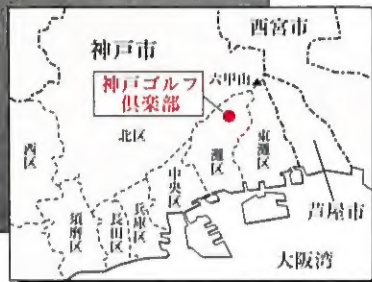 西宮市
神戸市
六甲山
神戸ゴルフ
倶楽部
北区
西区
灘区
東灘区
中央区
兵庫区
長田区
須磨区
芦屋市
大阪湾